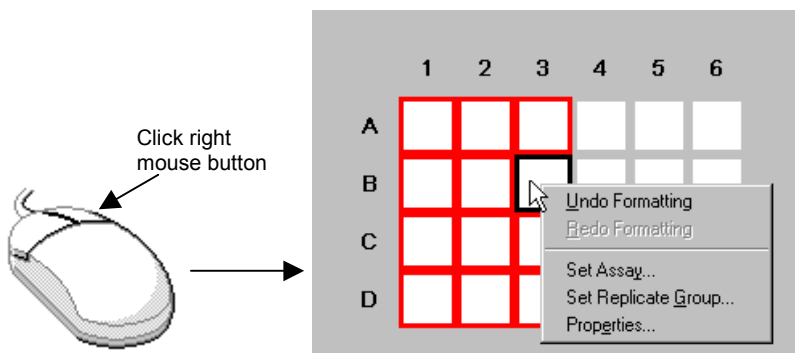 Click right
mouse button
1 2 3 4 5 6
A
B
C
D
Undo Formatting
Redo Formatting
Set Assay...
Set Replicate Group...
Properties...